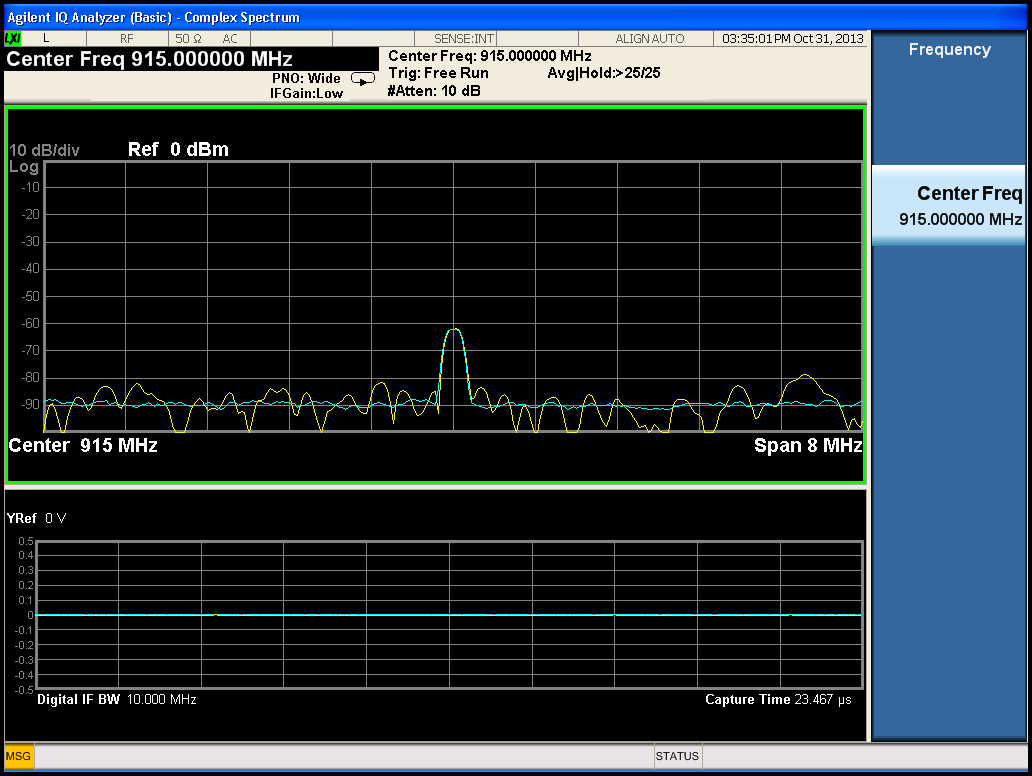 Agilent IQ Analyzer (Basic) - Complex Spectrum
LXI L RF 50 Ω AC SENSE:INT ALIGN AUTO 03:35:01 PM Oct 31, 2013
Center Freq 915.000000 MHz
PNO: Wide
IFGain:Low
Center Freq: 915.000000 MHz
Trig: Free Run Avg|Hold:>25/25
#Atten: 10 dB
Frequency
Center Freq
915.000000 MHz
10 dB/div Ref 0 dBm
Log
-10
-20
-30
-40
-50
-60
-70
-80
-90
Center 915 MHz Span 8 MHz
YRef 0 V
0.5
0.4
0.3
0.2
0.1
0
-0.1
-0.2
-0.3
-0.4
-0.5
Digital IF BW 10.000 MHz Capture Time 23.467 µs
MSG STATUS